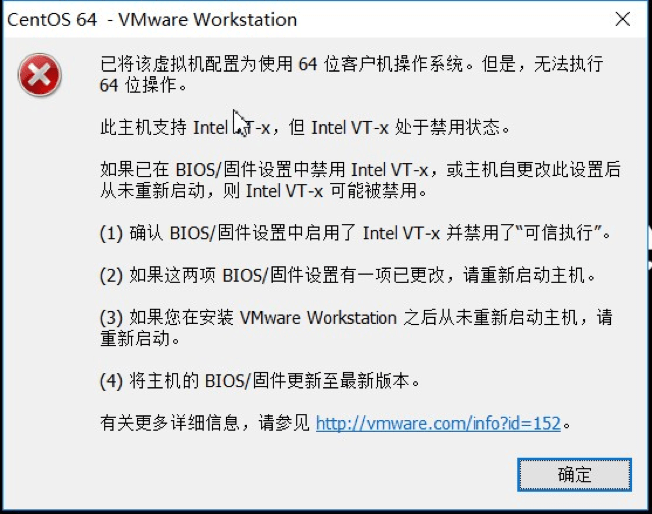 CentOS 64 - VMware Workstation
已将该虚拟机配置为使用 64 位客户机操作系统。但是，无法执行
64 位操作。
此主机支持 Intel VT-x，但 Intel VT-x 处于禁用状态。
如果已在 BIOS/固件设置中禁用 Intel VT-x，或主机自更改此设置后
从未重新启动，则 Intel VT-x 可能被禁用。
(1) 确认 BIOS/固件设置中启用了 Intel VT-x 并禁用了“可信执行”。
(2) 如果这两项 BIOS/固件设置有一项已更改，请重新启动主机。
(3) 如果您在安装 VMware Workstation 之后从未重新启动主机，请
重新启动。
(4) 将主机的 BIOS/固件更新至最新版本。
有关更多详细信息，请参见 http://vmware.com/info?id=152。
确定